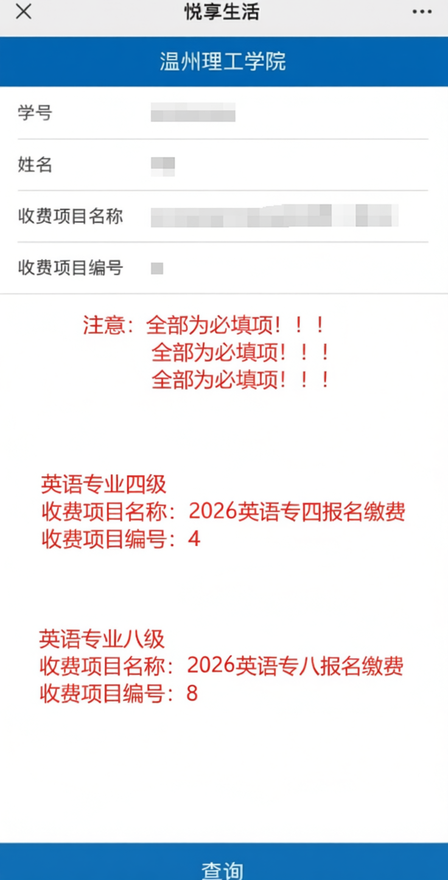 悦享生活
温州理工学院
学号
姓名
收费项目名称
收费项目编号
注意：全部为必填项！！！
全部为必填项！！！
全部为必填项！！！
英语专业四级
收费项目名称：2026英语专四报名缴费
收费项目编号：4
英语专业八级
收费项目名称：2026英语专八报名缴费
收费项目编号：8
查询